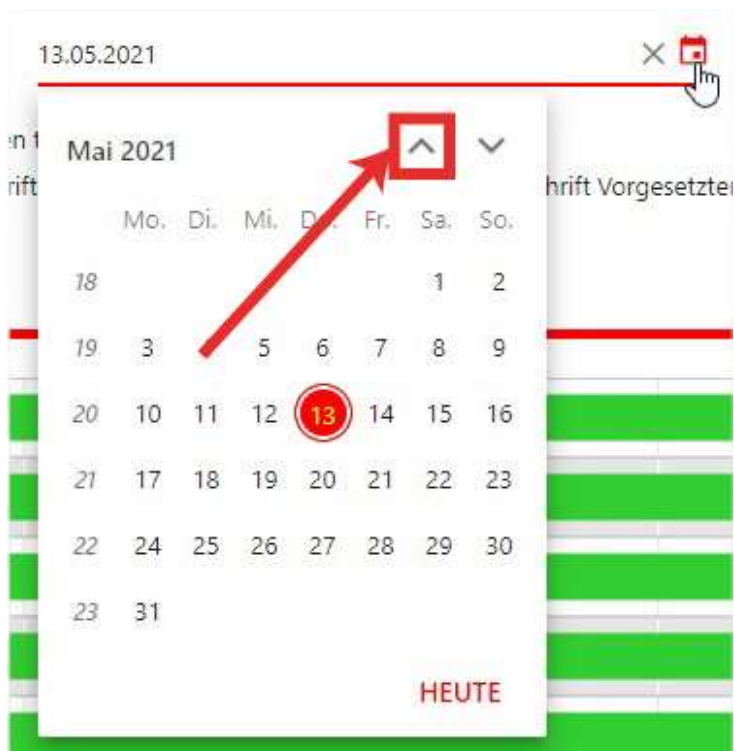 13.05.2021
Mai 2021
rift
hrift Vorgesetzter
Mo. Di. Mi. Fr. Sa. So.
18 1 2
19 3 5 6 7 8 9
20 10 11 12 13 14 15 16
21 17 18 19 20 21 22 23
22 24 25 26 27 28 29 30
23 31
HEUTE